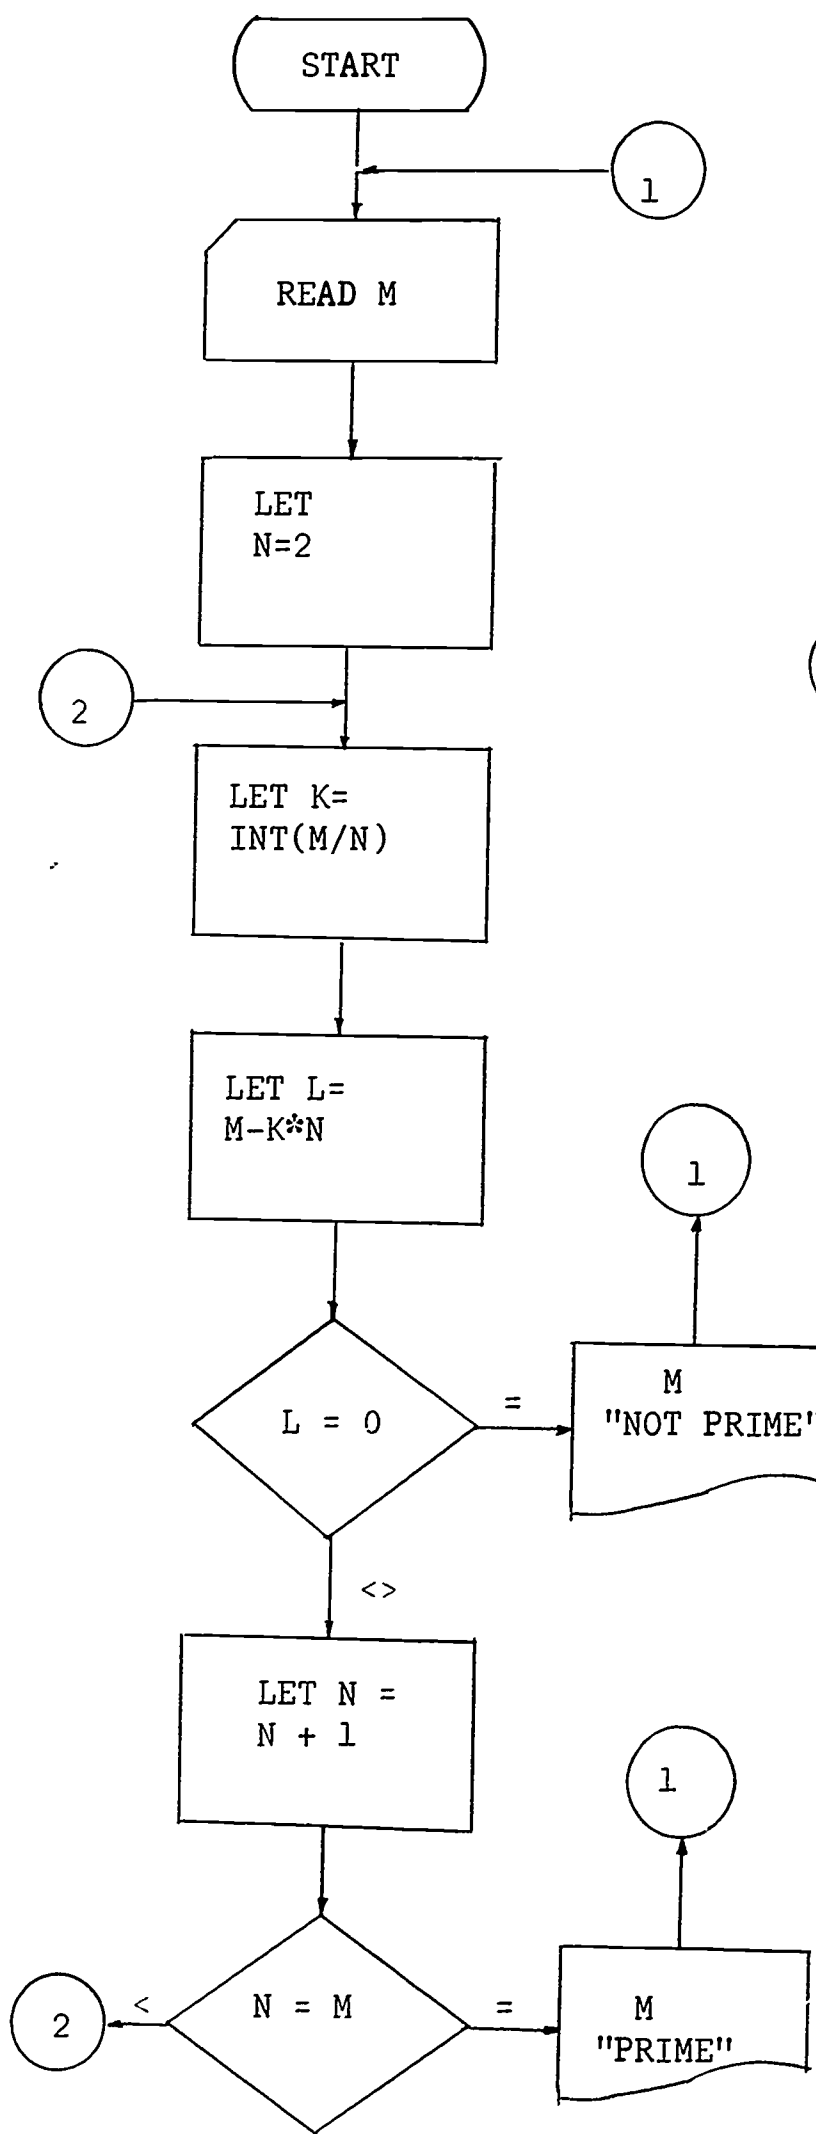 START
1
READ M
LET
N=2
2
LET K=
INT(M/N)
LET L=
M-K*N
1
L = 0
=
M
"NOT PRIME"
<>
LET N =
N + 1
1
2
<
N = M
=
M
"PRIME"